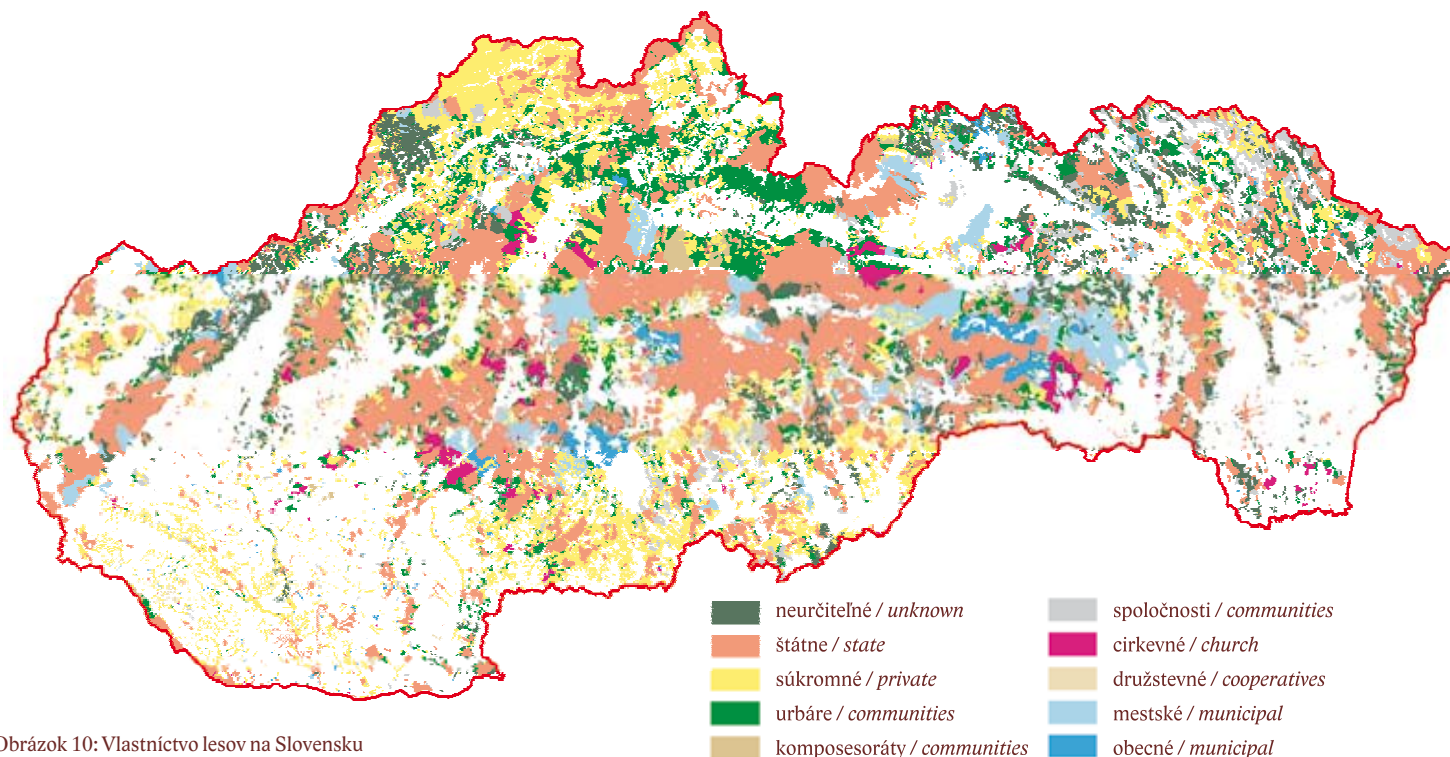 neurčiteľné / unknown
štátne / state
súkromné / private
urbáre / communities
komposesoráty / communities
spoločnosti / communities
cirkevné / church
družstevné / cooperatives
mestské / municipal
obecné / municipal
Obrázok 10: Vlastníctvo lesov na Slovensku